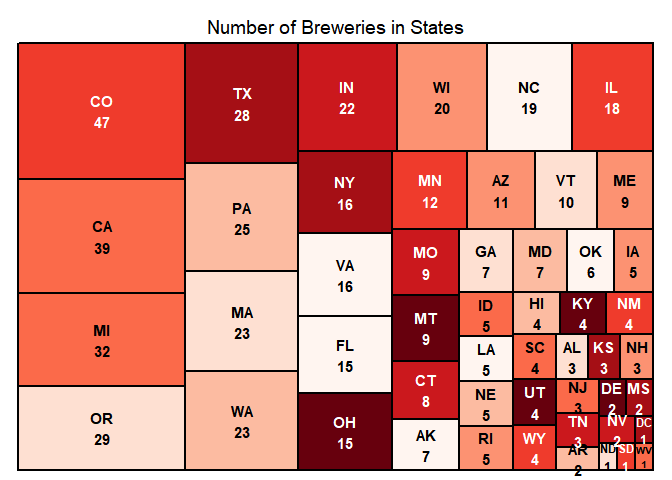 Number of Breweries in States
CO
47
CA
39
MI
32
OR
29
TX
28
PA
25
MA
23
WA
23
IN
22
WI
20
NC
19
IL
18
NY
16
VA
16
FL
15
OH
15
MN
12
AZ
11
VT
10
ME
9
MO
9
MT
9
CT
8
AK
7
GA
7
MD
7
OK
6
IA
5
ID
5
LA
5
NE
5
RI
5
HI
4
KY
4
NM
4
SC
4
UT
4
WY
4
AL
3
KS
3
NH
3
NJ
3
TN
3
AR
2
DE
2
MS
2
NV
2
DC
1
ND
1
SD
1
WV
1